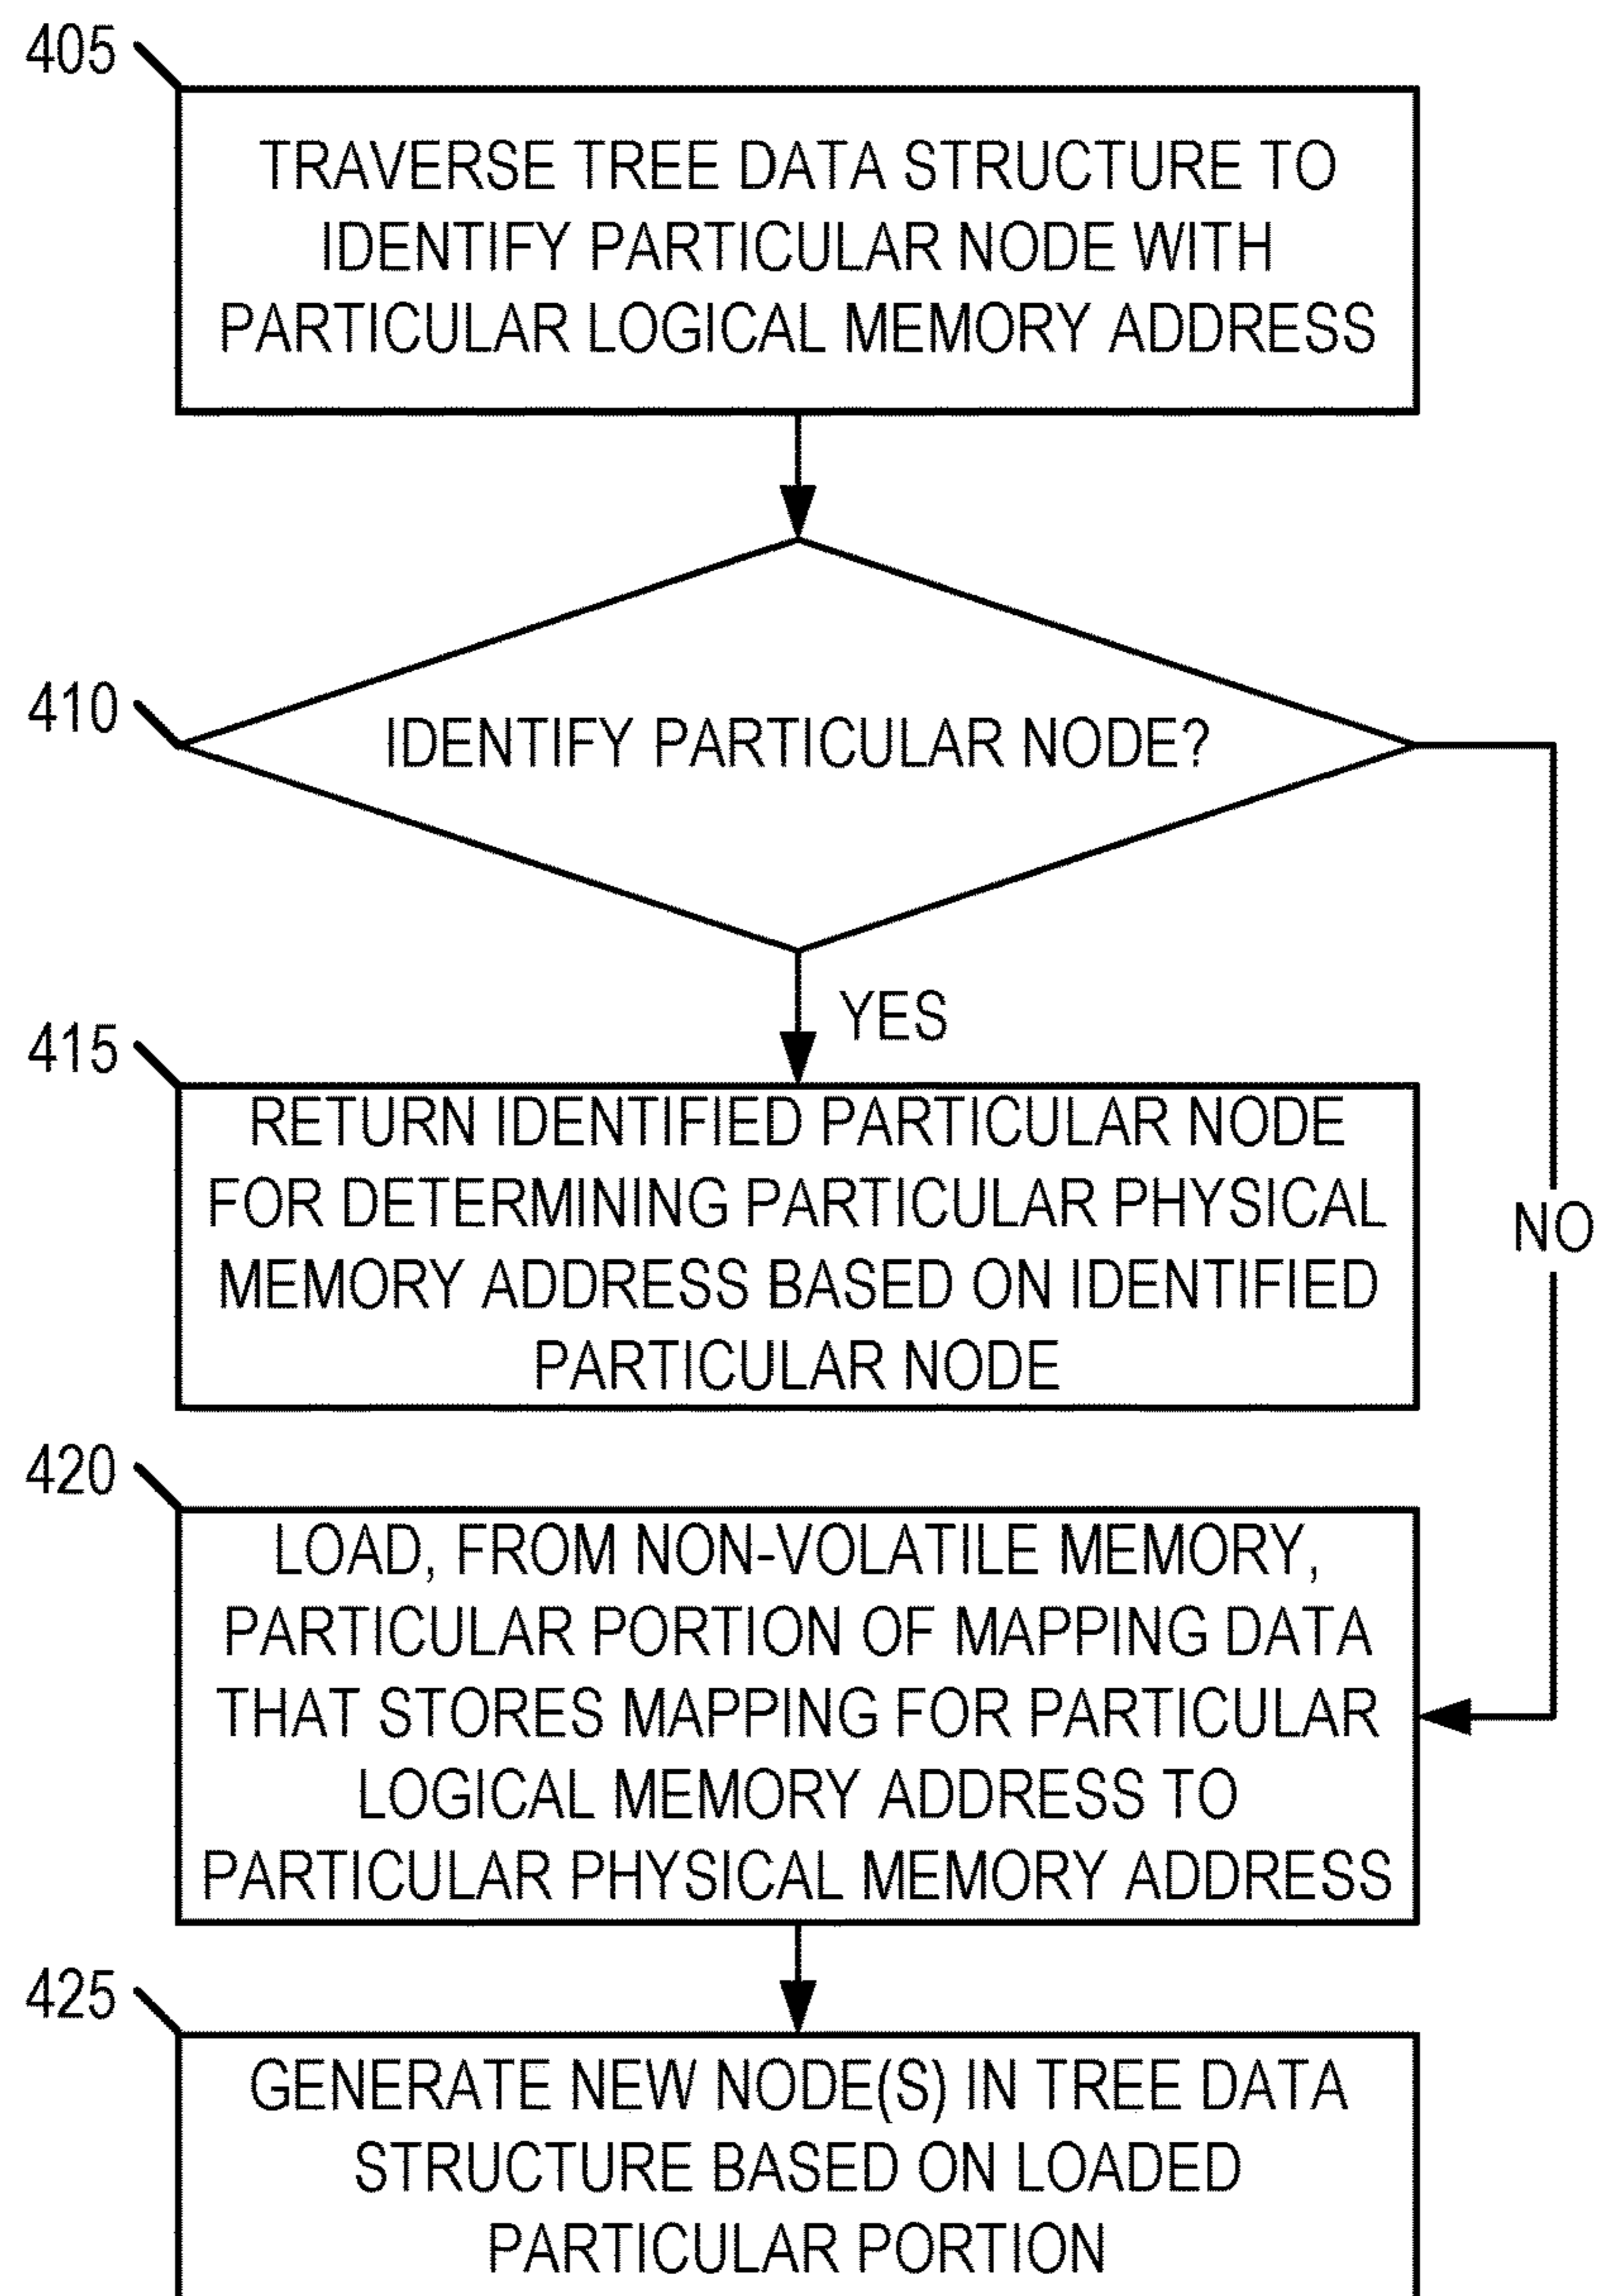 405
TRAVERSE TREE DATA STRUCTURE TO
IDENTIFY PARTICULAR NODE WITH
PARTICULAR LOGICAL MEMORY ADDRESS
410
IDENTIFY PARTICULAR NODE?
YES
415
RETURN IDENTIFIED PARTICULAR NODE
FOR DETERMINING PARTICULAR PHYSICAL
MEMORY ADDRESS BASED ON IDENTIFIED
PARTICULAR NODE
NO
420
LOAD, FROM NON-VOLATILE MEMORY,
PARTICULAR PORTION OF MAPPING DATA
THAT STORES MAPPING FOR PARTICULAR
LOGICAL MEMORY ADDRESS TO
PARTICULAR PHYSICAL MEMORY ADDRESS
425
GENERATE NEW NODE(S) IN TREE DATA
STRUCTURE BASED ON LOADED
PARTICULAR PORTION